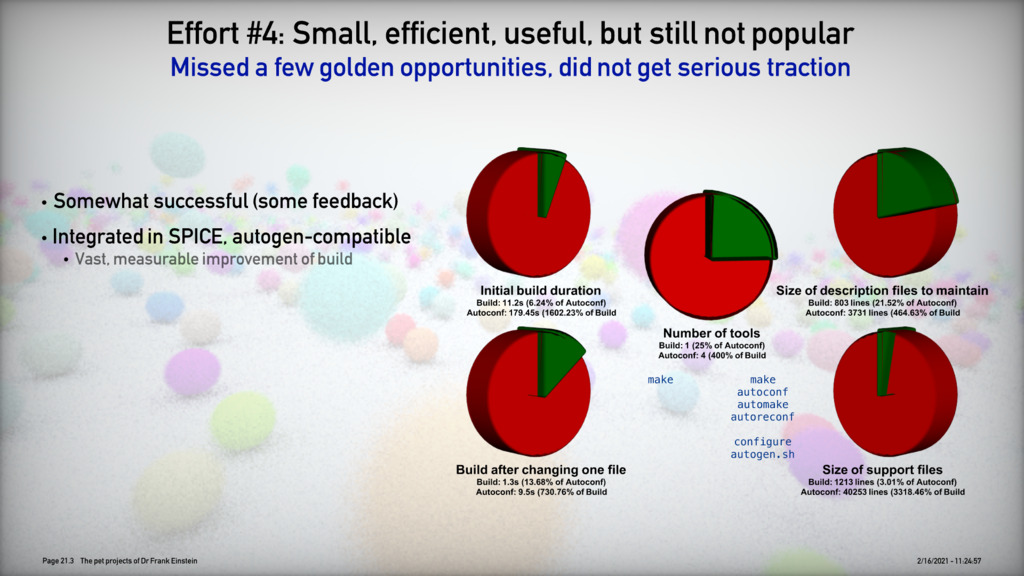 Effort #4: Small, efficient, useful, but still not popular
Missed a few golden opportunities, did not get serious traction
• Somewhat successful (some feedback)
• Integrated in SPICE, autogen-compatible
• Vast, measurable improvement of build
Initial build duration
Build: 11.2s (6.24% of Autoconf)
Autoconf: 179.45s (1602.23% of Build
Build after changing one file
Build: 1.3s (13.68% of Autoconf)
Autoconf: 9.5s (730.76% of Build
Number of tools
Build: 1 (25% of Autoconf)
Autoconf: 4 (400% of Build
make
make
autoconf
automake
autoreconf
configure
autogen.sh
Size of description files to maintain
Build: 803 lines (21.52% of Autoconf)
Autoconf: 3731 lines (464.63% of Build
Size of support files
Build: 1213 lines (3.01% of Autoconf)
Autoconf: 40253 lines (3318.46% of Build
Page 21.3 The pet projects of Dr Frank Einstein
2/16/2021 - 11:24:57